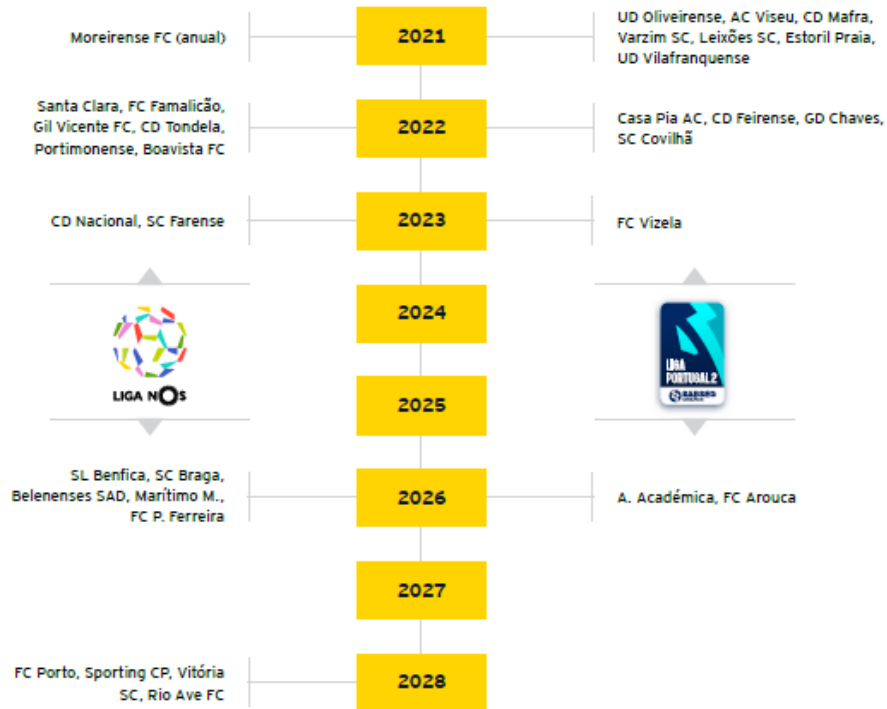 Moreirense FC (anual)
2021
UD Oliveirense, AC Viseu, CD Mafra,
Varzim SC, Leixões SC, Estoril Praia,
UD Vilafranquense
Santa Clara, FC Famalicão,
Gil Vicente FC, CD Tondela,
Portimonense, Boavista FC
2022
Casa Pia AC, CD Feirense, GD Chaves,
SC Covilhã
CD Nacional, SC Farense
2023
FC Vizela
2024
LIGA NOS
LIGA
PORTUGAL 2
2025
SL Benfica, SC Braga,
Belenenses SAD, Marítimo M.,
FC P. Ferreira
2026
A. Académica, FC Arouca
2027
FC Porto, Sporting CP, Vitória
SC, Rio Ave FC
2028